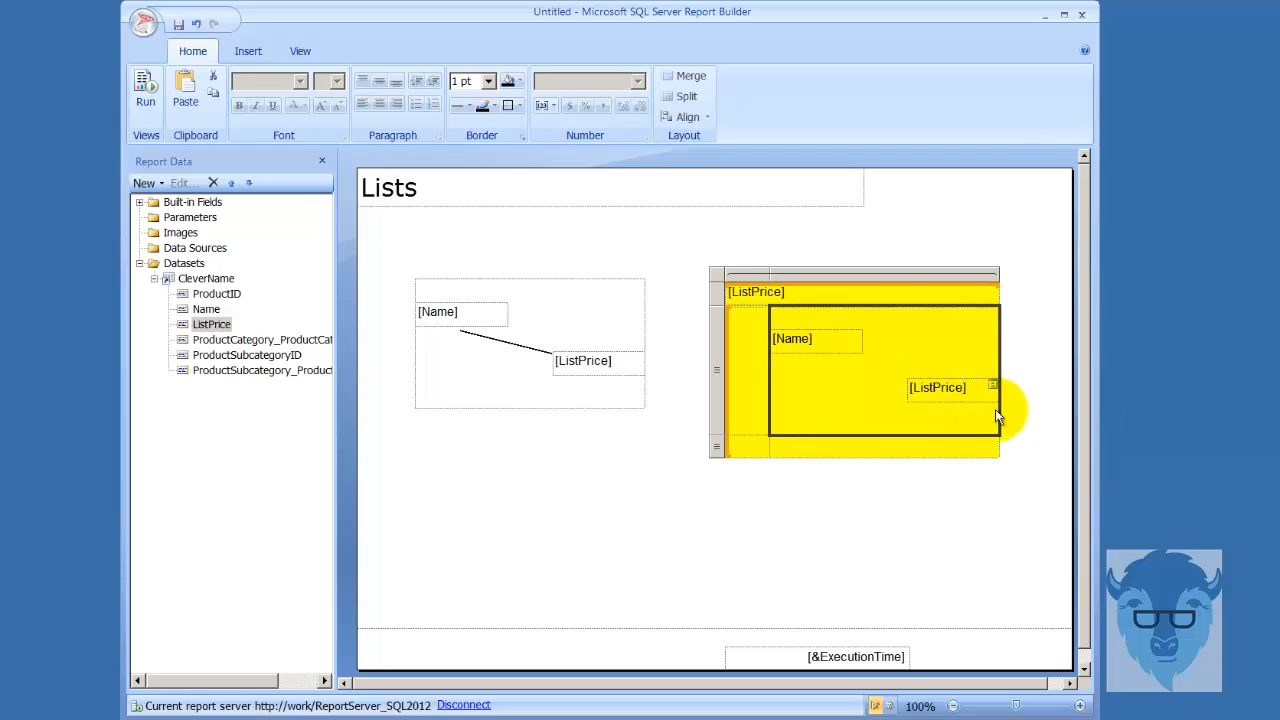 Untitled - Microsoft SQL Server Report Builder
Home Insert View
Run
Paste
1 pt
Merge
Split
Align
Views Clipboard Font Paragraph Border Number Layout
Report Data
New Edit...
Built-in Fields
Parameters
Images
Data Sources
Datasets
CleverName
ProductID
Name
ListPrice
ProductCategory_ProductCat
ProductSubcategoryID
ProductSubcategory_Product
Lists
[Name]
[ListPrice]
[ListPrice]
[Name]
[ListPrice]
[&ExecutionTime]
Current report server http://work/ReportServer_SQL2012 Disconnect
100%